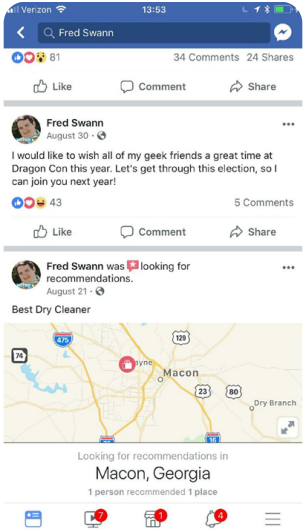 Verizon 13:53
Fred Swann
81 34 Comments 24 Shares
Like Comment Share
Fred Swann
August 30 ·
I would like to wish all of my geek friends a great time at
Dragon Con this year. Let's get through this election, so I
can join you next year!
43 5 Comments
Like Comment Share
Fred Swann was looking for
recommendations.
August 21 ·
Best Dry Cleaner
475 129
74
ayne
Macon
23 80
Dry Branch
16
Looking for recommendations in
Macon, Georgia
1 person recommended 1 place
7 1 4